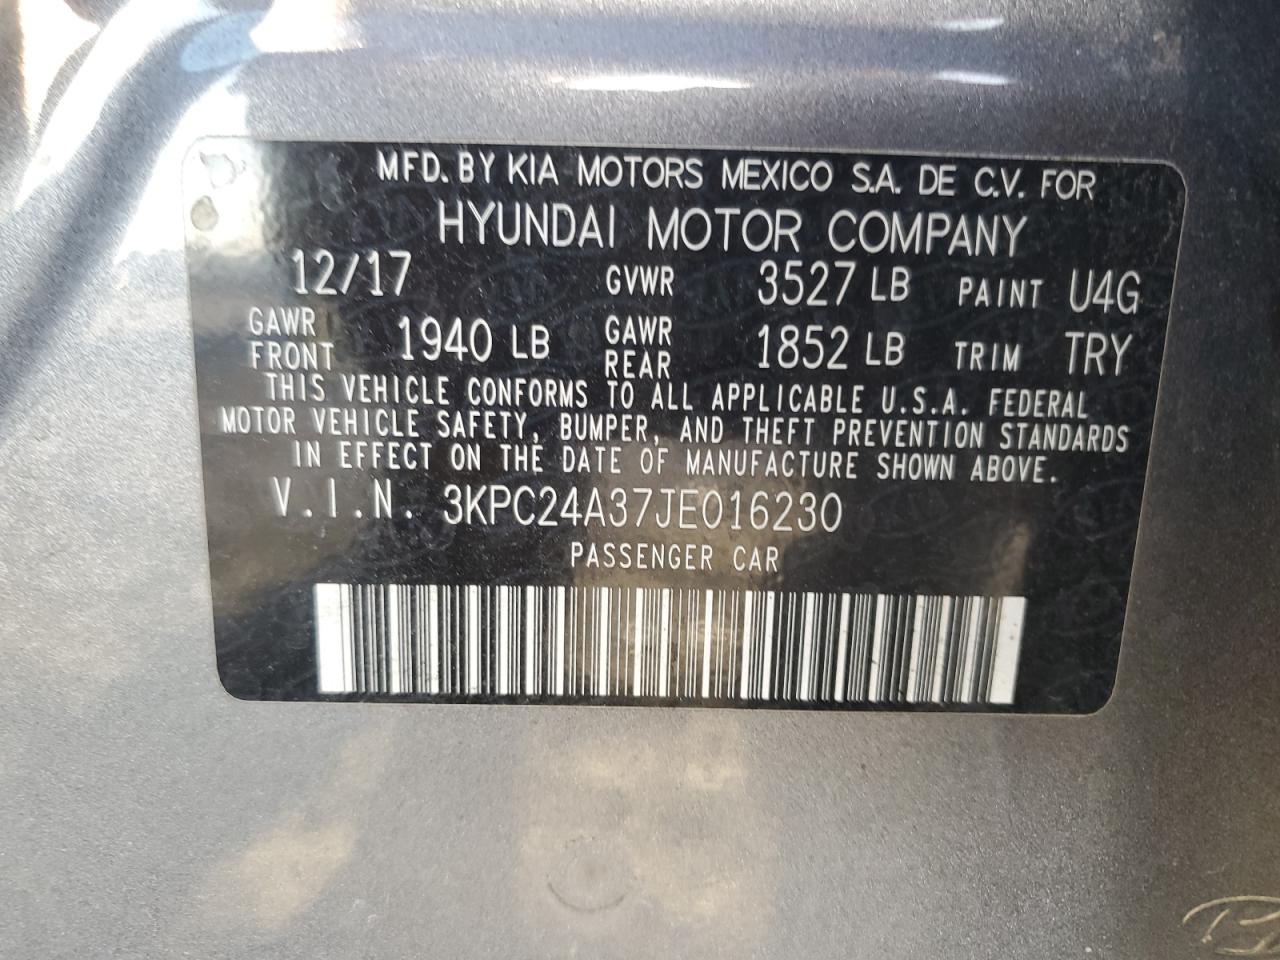 MFD. BY KIA MOTORS MEXICO S.A. DE C.V. FOR
HYUNDAI MOTOR COMPANY
12/17 GVWR 3527 LB PAINT U4G
GAWR FRONT 1940 LB GAWR REAR 1852 LB TRIM TRY
THIS VEHICLE CONFORMS TO ALL APPLICABLE U.S.A. FEDERAL
MOTOR VEHICLE SAFETY, BUMPER, AND THEFT PREVENTION STANDARDS
IN EFFECT ON THE DATE OF MANUFACTURE SHOWN ABOVE.
V.I.N. 3KPC24A37JE016230
PASSENGER CAR